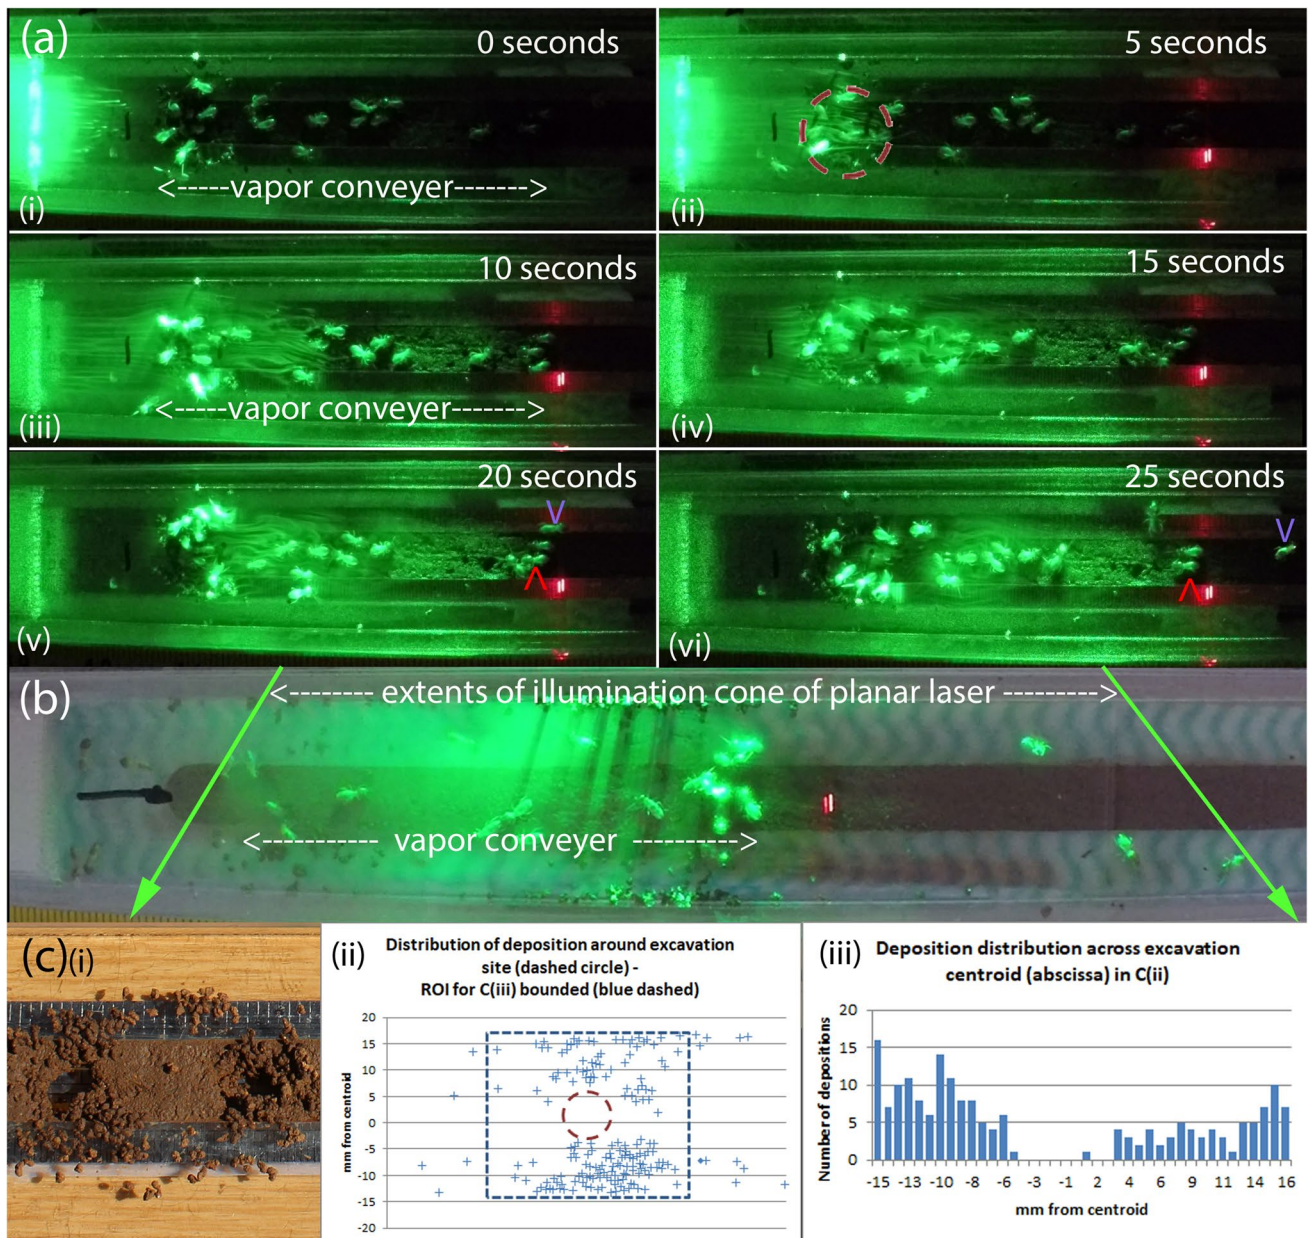 (a)
0 seconds
<-----vapor conveyer------->
(i)
5 seconds
(ii)
10 seconds
<-----vapor conveyer------->
(iii)
15 seconds
(iv)
20 seconds
V
Λ
(v)
25 seconds
V
Λ
(vi)
(b)
<-------- extents of illumination cone of planar laser -------->
<----------- vapor conveyer ---------->
(c)(i)
(ii)
Distribution of deposition around excavation
site (dashed circle) -
ROI for C(iii) bounded (blue dashed)
mm from centroid
20
15
10
5
0
-5
-10
-15
-20
(iii)
Deposition distribution across excavation
centroid (abscissa) in C(ii)
Number of depositions
20
15
10
5
0
-15 -13 -10 -8 -6 -3 -1 2 4 6 9 11 14 16
mm from centroid